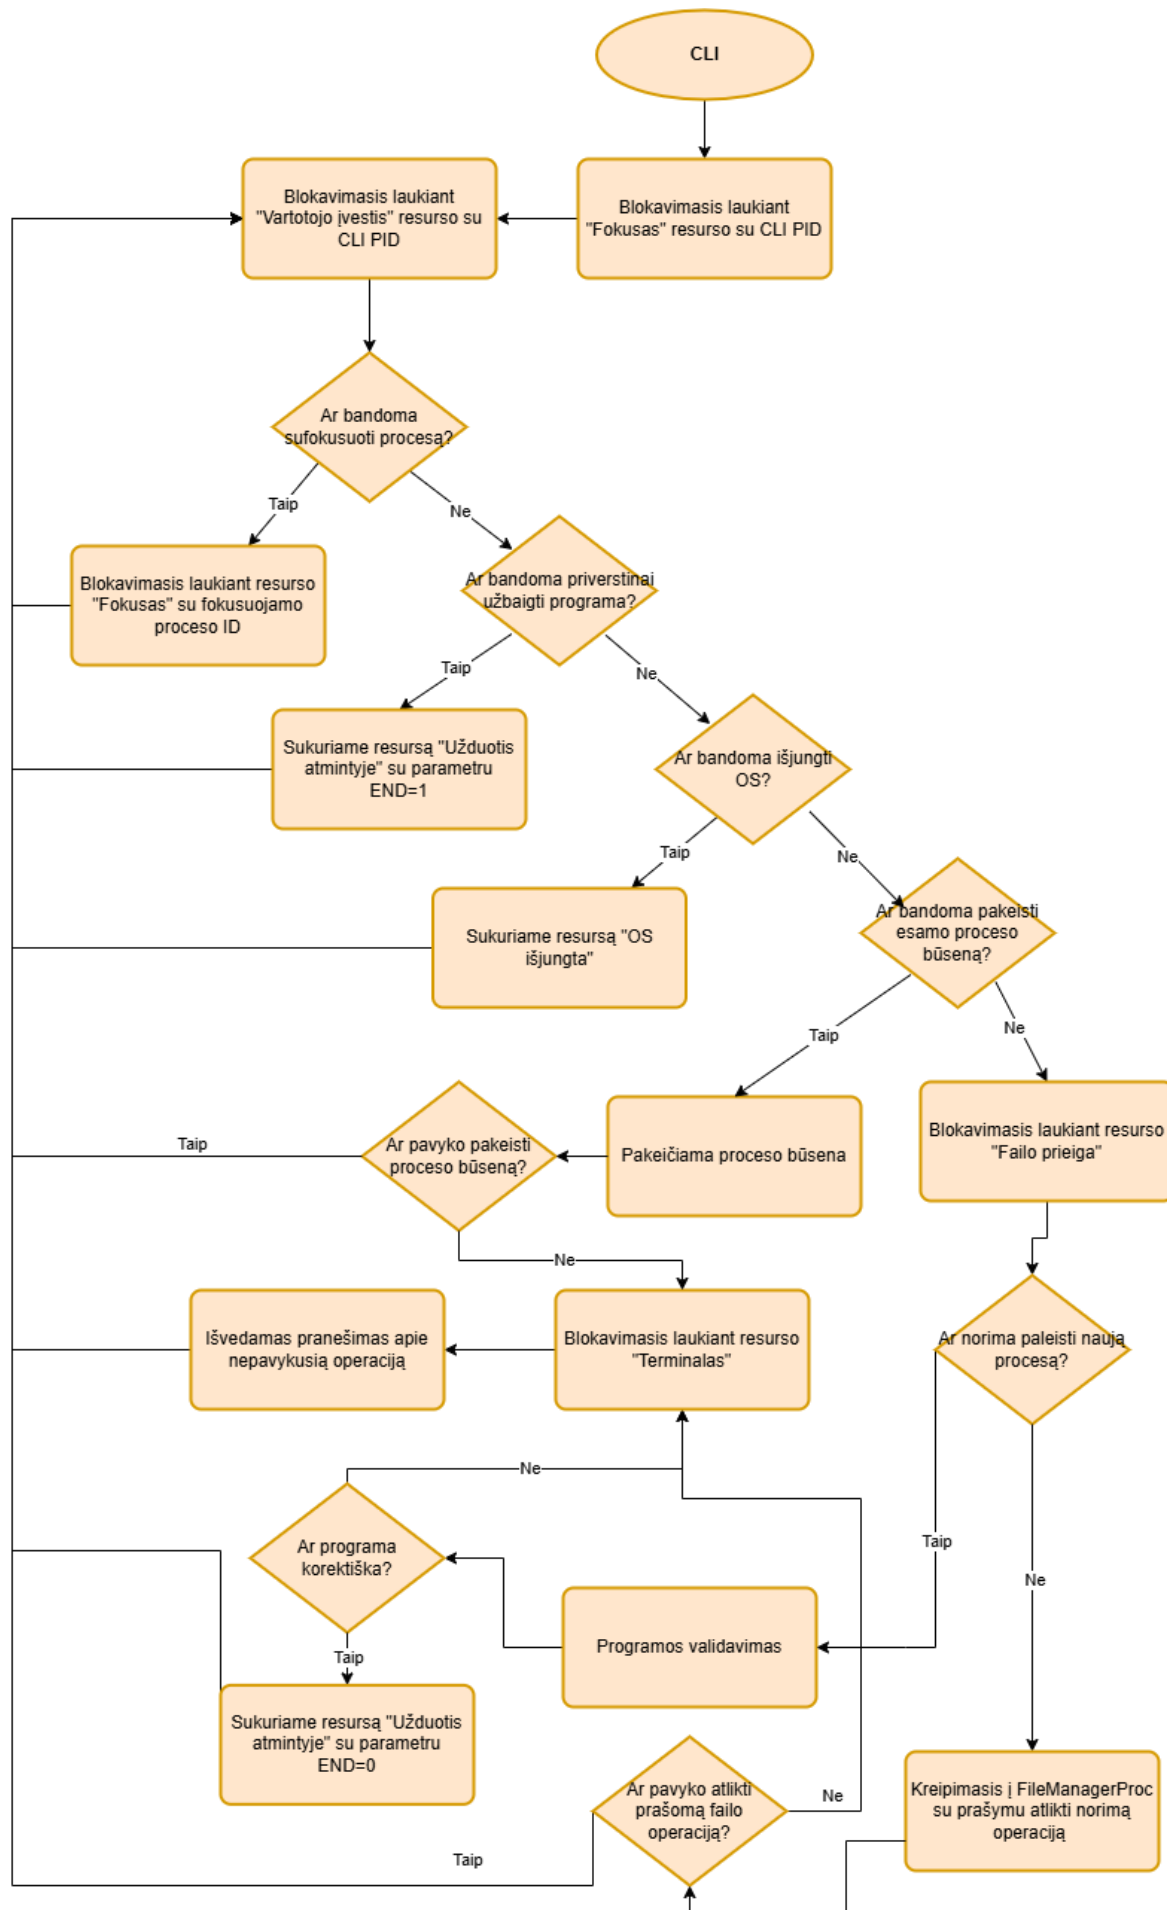 CLI
Blokavimasis laukiant
"Vartotojo įvestis" resurso su
CLI PID
Blokavimasis laukiant
"Fokusas" resurso su CLI PID
Ar bandoma
sufokusuoti procesą?
Taip
Ne
Blokavimasis laukiant resurso
"Fokusas" su fokusuojamo
proceso ID
Ar bandoma priverstinai
užbaigti programa?
Taip
Ne
Sukuriame resursą "Užduotis
atmintyje" su parametru
END=1
Ar bandoma išjungti
OS?
Taip
Ne
Sukuriame resursą "OS
išjungta"
Ar bandoma pakeisti
esamo proceso
būseną?
Taip
Ne
Blokavimasis laukiant resurso
"Failo prieiga"
Pakeičiama proceso būsena
Ar pavyko pakeisti
proceso būseną?
Taip
Ne
Išvedamas pranešimas apie
nepavykusią operaciją
Blokavimasis laukiant resurso
"Terminalas"
Ar norima paleisti naują
procesą?
Taip
Ne
Ne
Ar programa
korektiška?
Taip
Programos validavimas
Sukuriame resursą "Užduotis
atmintyje" su parametru
END=0
Ar pavyko atlikti
prašomą failo
operaciją?
Ne
Taip
Kreipimasis į FileManagerProc
su prašymu atlikti norimą
operaciją